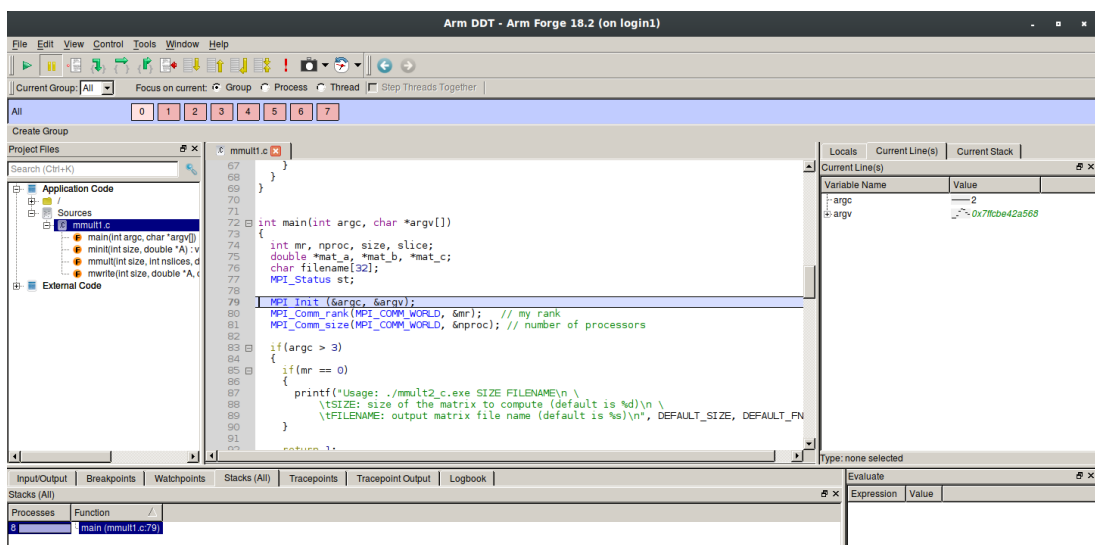 Arm DDT - Arm Forge 18.2 (on login1)
File Edit View Control Tools Window Help
Current Group: All Focus on current: Group Process Thread Step Threads Together
All 0 1 2 3 4 5 6 7
Create Group
Project Files
Search (Ctrl+K)
Application Code
/
Sources
mmult1.c
main(int argc, char *argv[])
minit(int size, double *A) : v
mmult(int size, int nslices, d
mwrite(int size, double *A, c
External Code
mmult1.c
67 }
68 }
69 }
70
71
72 int main(int argc, char *argv[])
73 {
74 int mr, nproc, size, slice;
75 double *mat_a, *mat_b, *mat_c;
76 char filename[32];
77 MPI_Status st;
78
79 MPI_Init (&argc, &argv);
80 MPI_Comm_rank(MPI_COMM_WORLD, &mr); // my rank
81 MPI_Comm_size(MPI_COMM_WORLD, &nproc); // number of processors
82
83 if(argc > 3)
84 {
85 if(mr == 0)
86 {
87 printf("Usage: ./mmult2_c.exe SIZE FILENAME\n \
88 \tSIZE: size of the matrix to compute (default is %d)\n \
89 \tFILENAME: output matrix file name (default is %s)\n", DEFAULT_SIZE, DEFAULT_FN
90 }
91
92 return 1;
Locals Current Line(s) Current Stack
Current Line(s)
Variable Name Value
argc 2
argv 0x7ffcbe42a568
Type: none selected
Input/Output Breakpoints Watchpoints Stacks (All) Tracepoints Tracepoint Output Logbook
Stacks (All)
Processes Function
8 main (mmult1.c:79)
Evaluate
Expression Value